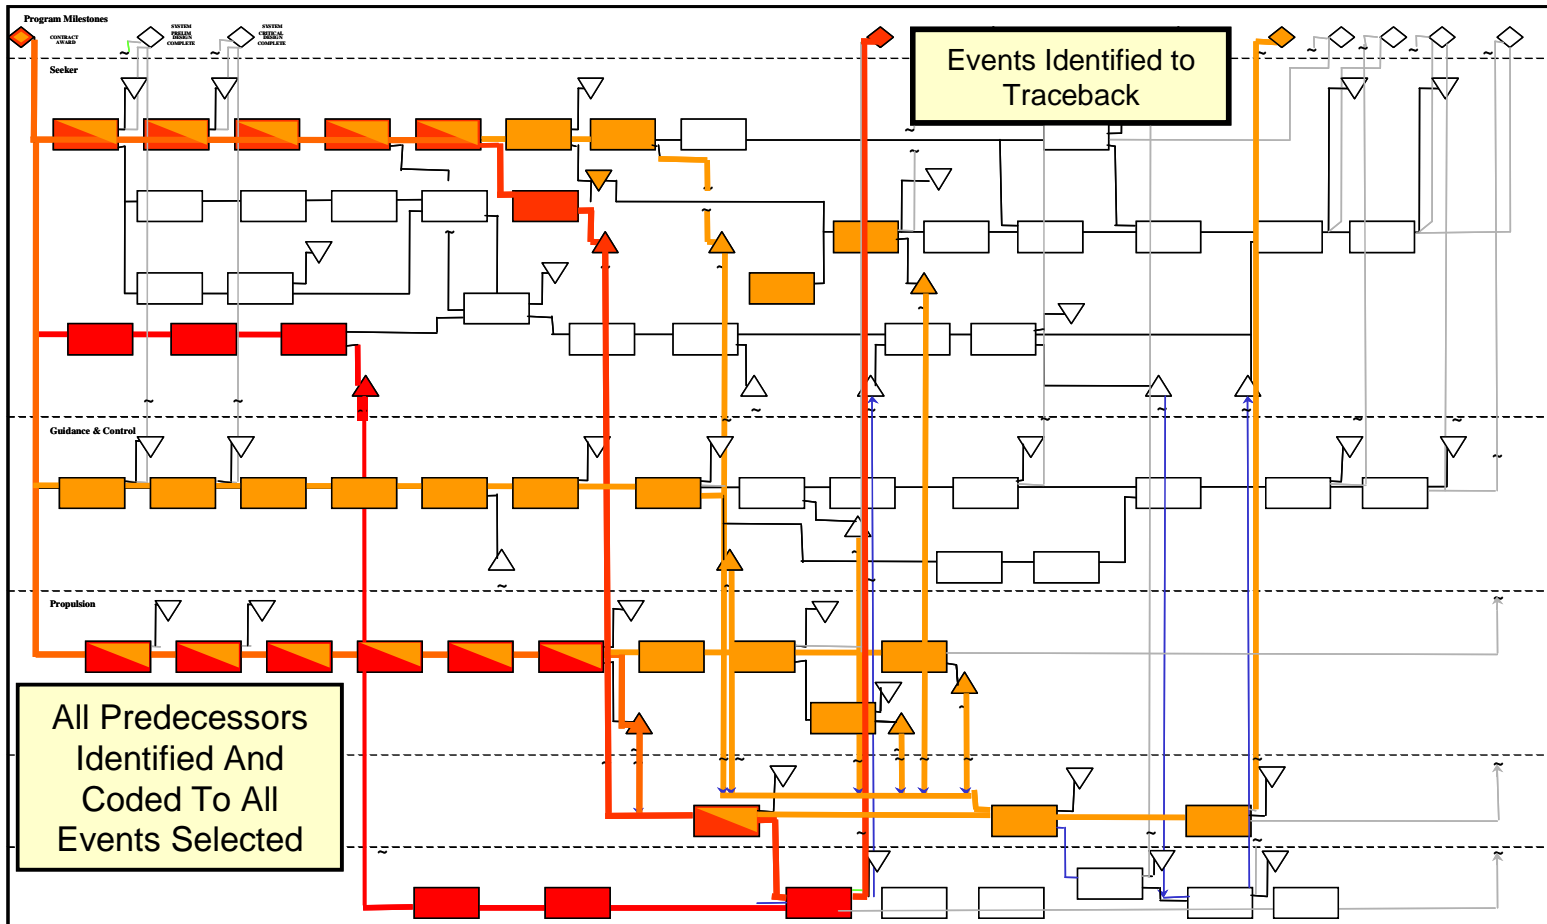 Program Milestones
CONTRACT
AWARD
SYSTEM
PRELIM
DESIGN
COMPLETE
SYSTEM
CRITICAL
DESIGN
COMPLETE
Events Identified to
Traceback
Seeker
Guidance & Control
Propulsion
All Predecessors
Identified And
Coded To All
Events Selected